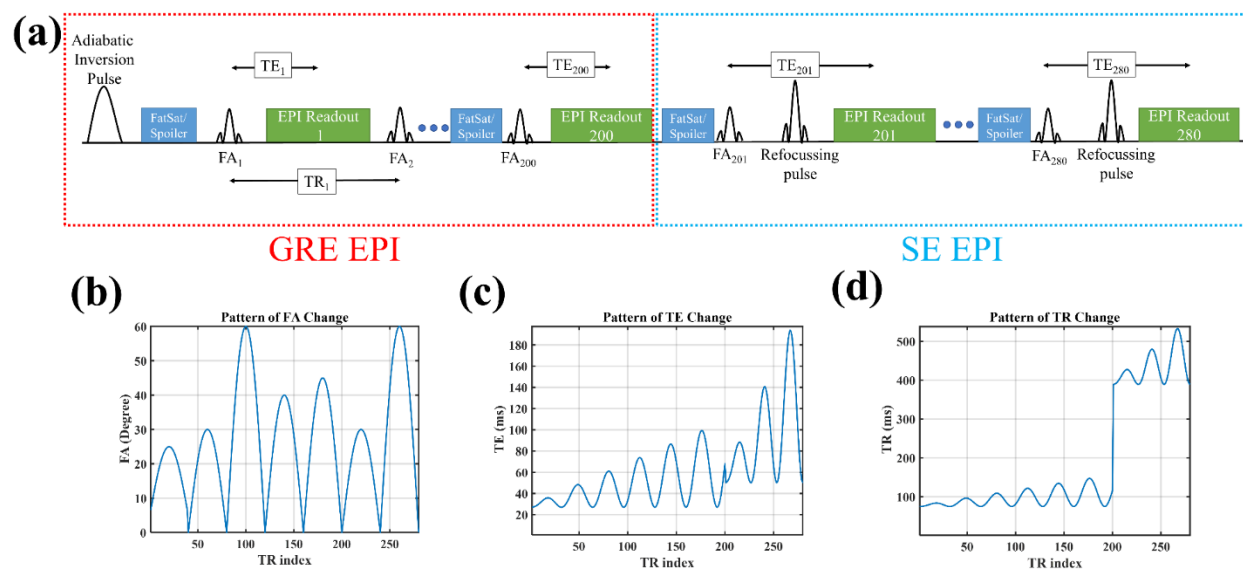 (a)
Adiabatic
Inversion
Pulse
TE1
TE200
TE201
TE280
FatSat/
Spoiler
EPI Readout
1
FatSat/
Spoiler
EPI Readout
200
FatSat/
Spoiler
EPI Readout
201
FatSat/
Spoiler
EPI Readout
280
FA1
FA2
FA200
FA201
Refocussing
pulse
FA280
Refocussing
pulse
TR1
GRE EPI
SE EPI
(b)
Pattern of FA Change
FA (Degree)
60
50
40
30
20
10
0
50
100
150
200
250
TR index
(c)
Pattern of TE Change
TE (ms)
180
160
140
120
100
80
60
40
20
50
100
150
200
250
TR index
(d)
Pattern of TR Change
TR (ms)
500
400
300
200
100
50
100
150
200
250
TR index